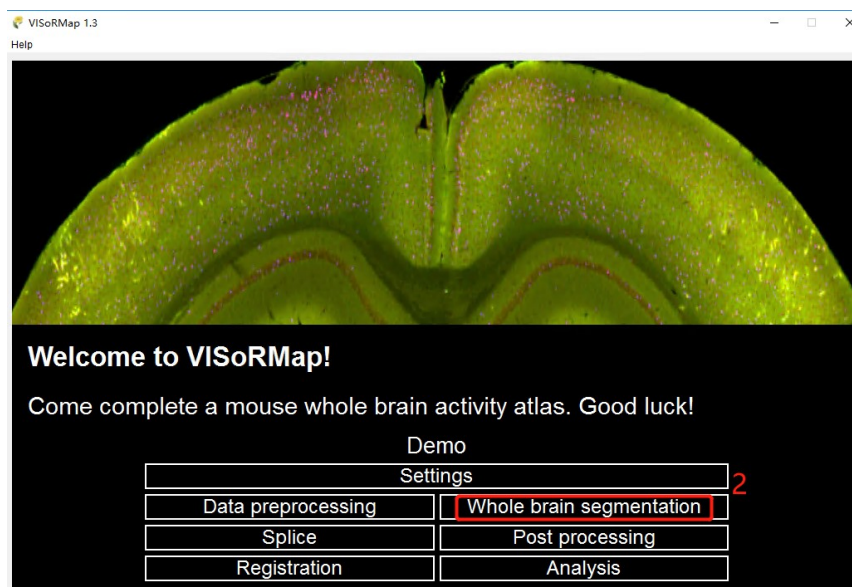 VISoRMap 1.3
Help
Welcome to VISoRMap!
Come complete a mouse whole brain activity atlas. Good luck!
Demo
Settings
Data preprocessing Whole brain segmentation 2
Splice Post processing
Registration Analysis